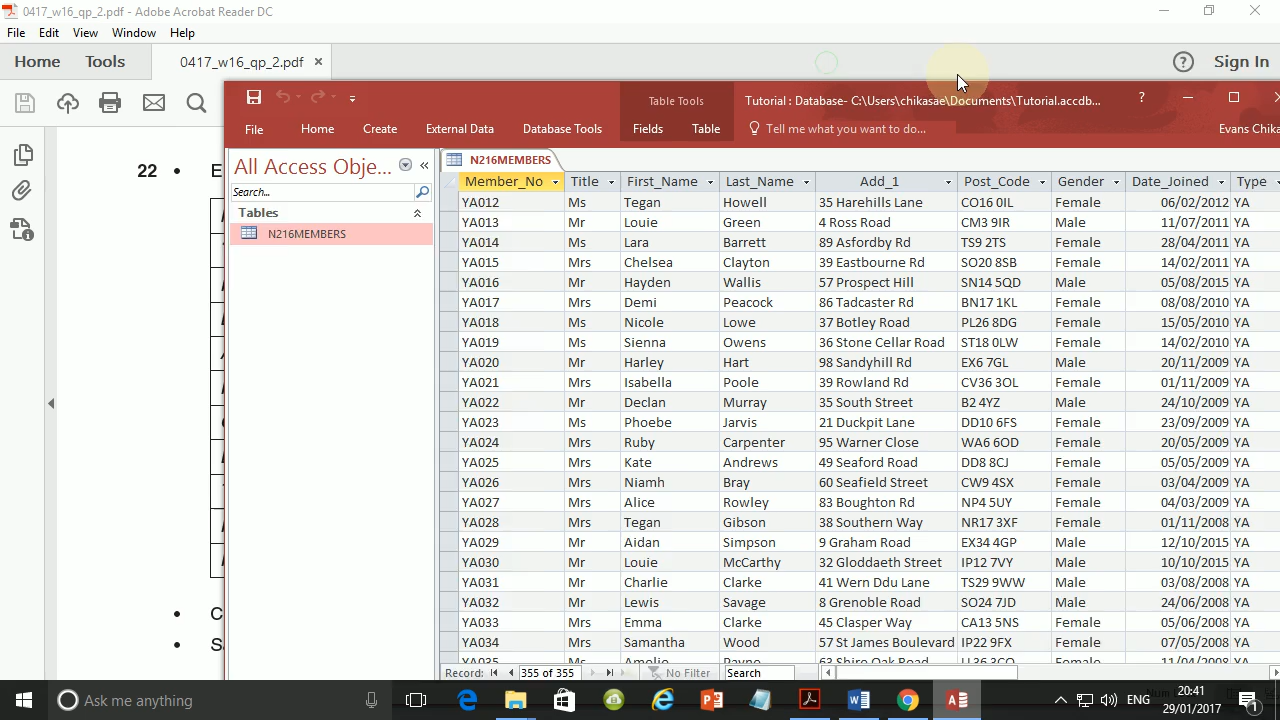 0417_w16_qp_2.pdf - Adobe Acrobat Reader DC
File Edit View Window Help
Home Tools 0417_w16_qp_2.pdf × ? Sign In
Table Tools Tutorial : Database- C:\Users\chikasae\Documents\Tutorial.accdb... ?
File Home Create External Data Database Tools Fields Table Tell me what you want to do... Evans Chika
22 • E
All Access Obje... «
Search...
Tables
N216MEMBERS
N216MEMBERS
Member_No Title First_Name Last_Name Add_1 Post_Code Gender Date_Joined Type
YA012 Ms Tegan Howell 35 Harehills Lane CO16 0IL Female 06/02/2012 YA
YA013 Mr Louie Green 4 Ross Road CM3 9IR Male 11/07/2011 YA
YA014 Ms Lara Barrett 89 Asfordby Rd TS9 2TS Female 28/04/2011 YA
YA015 Mrs Chelsea Clayton 39 Eastbourne Rd SO20 8SB Female 14/02/2011 YA
YA016 Mr Hayden Wallis 57 Prospect Hill SN14 5QD Male 05/08/2015 YA
YA017 Mrs Demi Peacock 86 Tadcaster Rd BN17 1KL Female 08/08/2010 YA
YA018 Ms Nicole Lowe 37 Botley Road PL26 8DG Female 15/05/2010 YA
YA019 Ms Sienna Owens 36 Stone Cellar Road ST18 0LW Female 14/02/2010 YA
YA020 Mr Harley Hart 98 Sandyhill Rd EX6 7GL Male 20/11/2009 YA
YA021 Mrs Isabella Poole 39 Rowland Rd CV36 3OL Female 01/11/2009 YA
YA022 Mr Declan Murray 35 South Street B2 4YZ Male 24/10/2009 YA
YA023 Ms Phoebe Jarvis 21 Duckpit Lane DD10 6FS Female 23/09/2009 YA
YA024 Mrs Ruby Carpenter 95 Warner Close WA6 6OD Female 20/05/2009 YA
YA025 Mrs Kate Andrews 49 Seaford Road DD8 8CJ Female 05/05/2009 YA
YA026 Mrs Niamh Bray 60 Seafield Street CW9 4SX Female 03/04/2009 YA
YA027 Mrs Alice Rowley 83 Boughton Rd NP4 5UY Female 04/03/2009 YA
YA028 Mrs Tegan Gibson 38 Southern Way NR17 3XF Female 01/11/2008 YA
YA029 Mr Aidan Simpson 9 Graham Road EX34 4GP Male 12/10/2015 YA
YA030 Mr Louie McCarthy 32 Gloddaeth Street IP12 7VY Male 10/10/2015 YA
YA031 Mr Charlie Clarke 41 Wern Ddu Lane TS29 9WW Male 03/08/2008 YA
YA032 Mr Lewis Savage 8 Grenoble Road SO24 7JD Male 24/06/2008 YA
YA033 Mrs Emma Clarke 45 Clasper Way CA13 5NS Female 05/06/2008 YA
YA034 Mrs Samantha Wood 57 St James Boulevard IP22 9FX Female 07/05/2008 YA
YA035 Ms Amelie Payne 63 Shire Oak Road Female 11/04/2008 YA
• C
• S
Record: 355 of 355 No Filter Search
Ask me anything ENG 20:41
29/01/2017